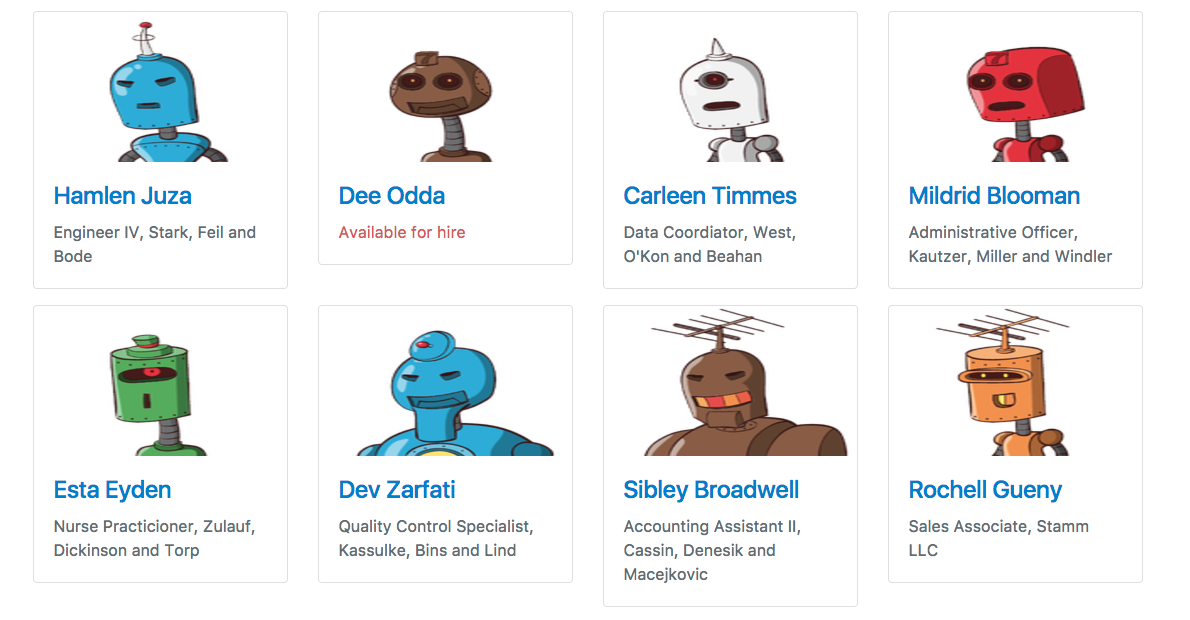 Hamlen Juza
Engineer IV, Stark, Feil and
Bode
Dee Odda
Available for hire
Carleen Timmes
Data Coordiator, West,
O'Kon and Beahan
Mildrid Blooman
Administrative Officer,
Kautzer, Miller and Windler
Esta Eyden
Nurse Practicioner, Zulauf,
Dickinson and Torp
Dev Zarfati
Quality Control Specialist,
Kassulke, Bins and Lind
Sibley Broadwell
Accounting Assistant II,
Cassin, Denesik and
Macejkovic
Rochell Gueny
Sales Associate, Stamm
LLC